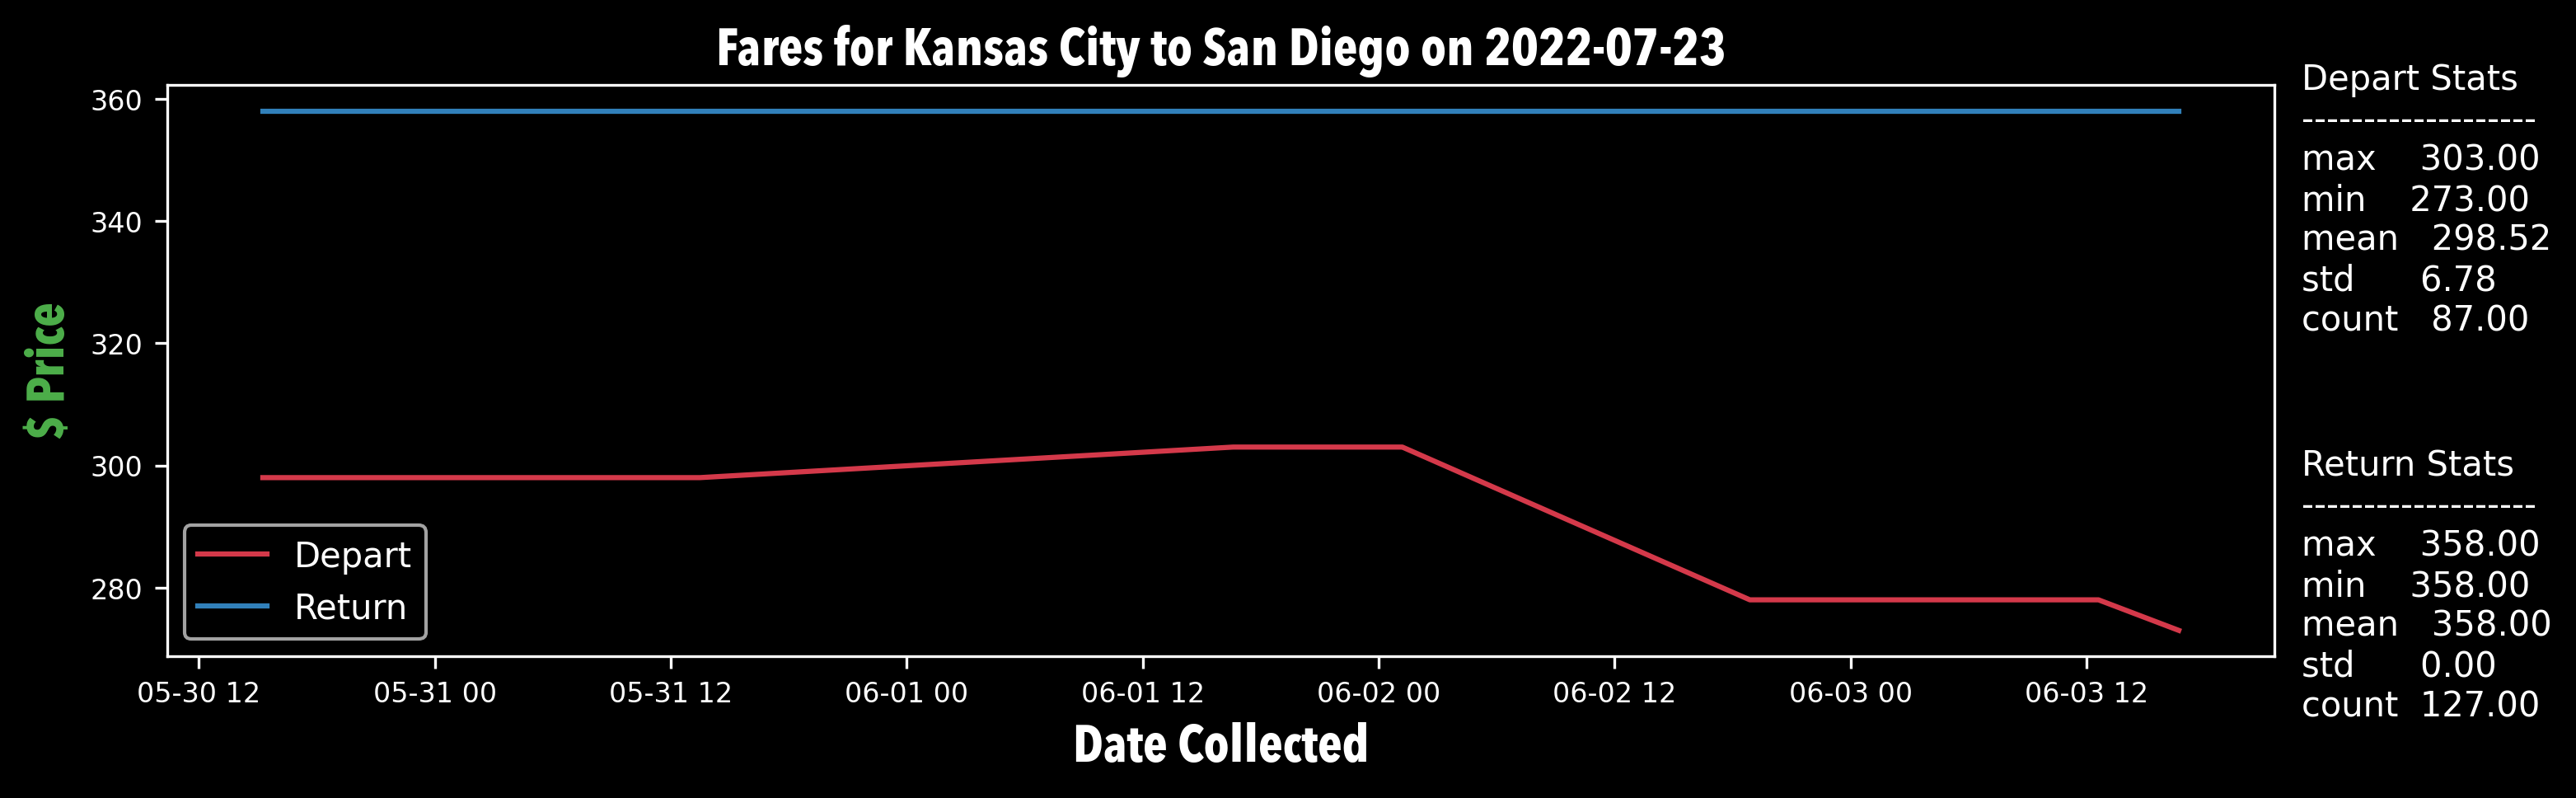 Fares for Kansas City to San Diego on 2022-07-23
$ Price
360
340
320
300
280
Depart
Return
05-30 12
05-31 00
05-31 12
06-01 00
06-01 12
06-02 00
06-02 12
06-03 00
06-03 12
Date Collected
Depart Stats
-------------------
max 303.00
min 273.00
mean 298.52
std 6.78
count 87.00
Return Stats
-------------------
max 358.00
min 358.00
mean 358.00
std 0.00
count 127.00